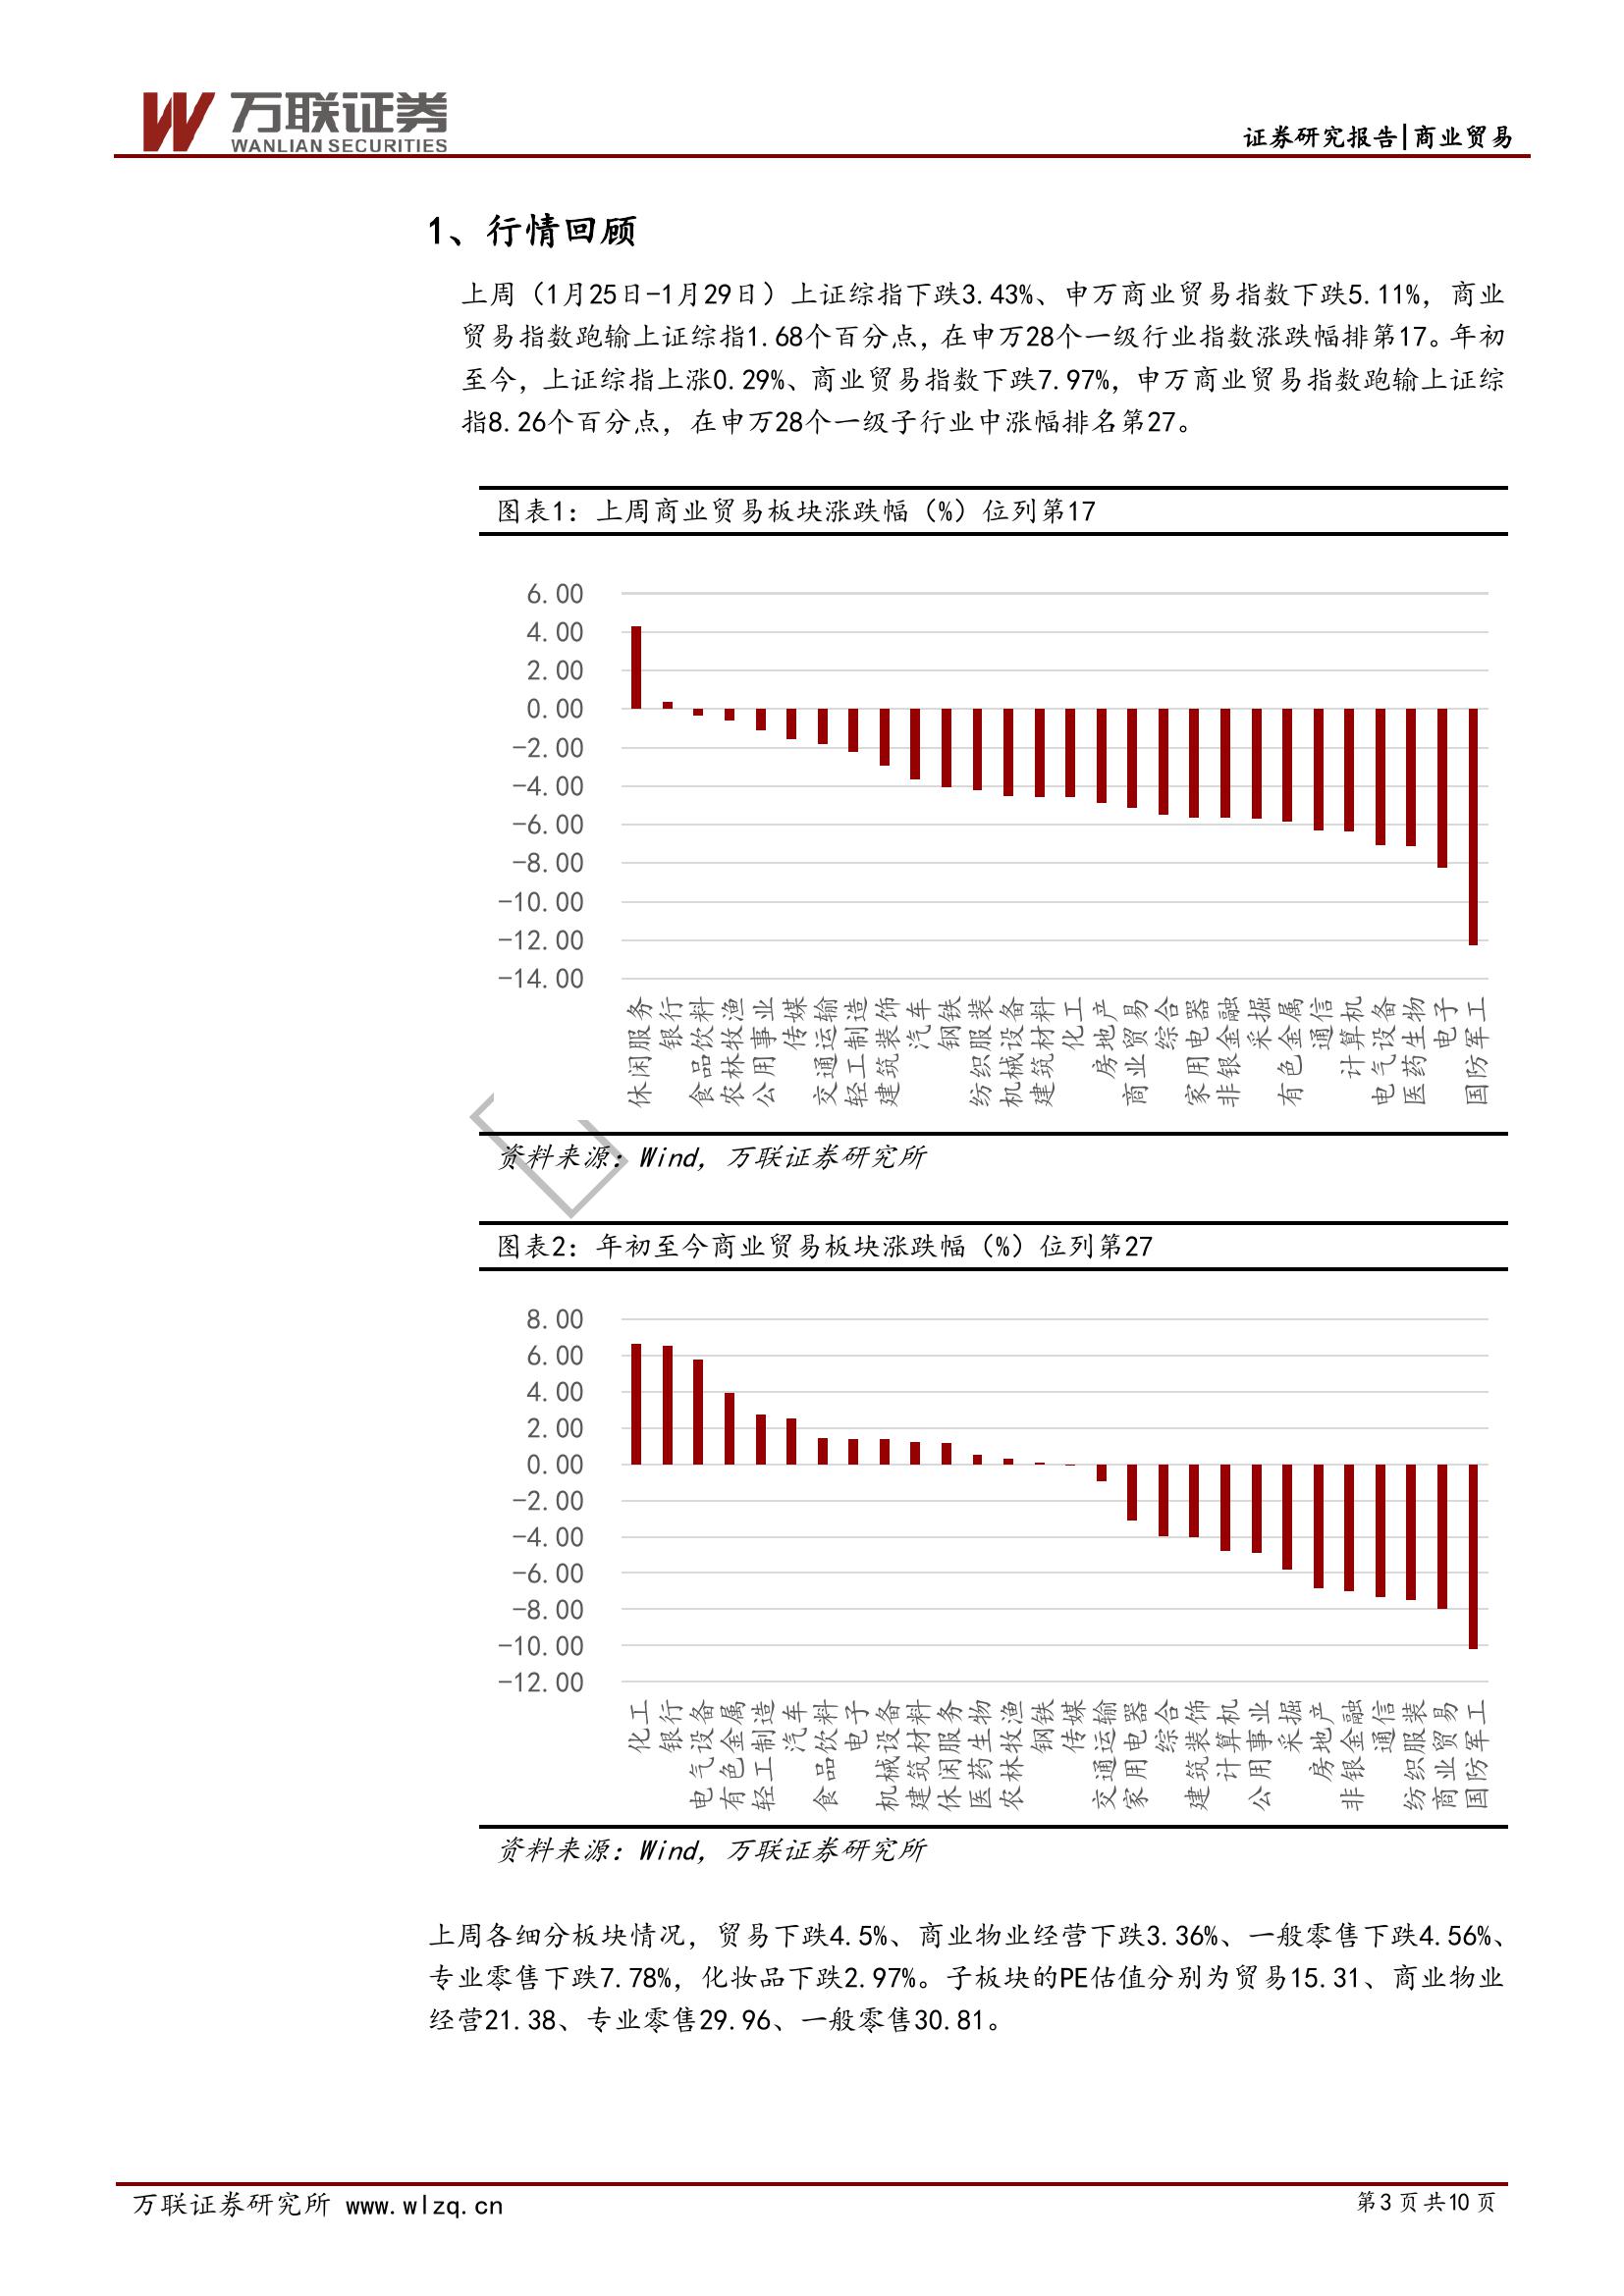 万联证券
WANLIAN SECURITIES
证券研究报告|商业贸易
1、行情回顾
上周（1月25日-1月29日）上证综指下跌3.43%、申万商业贸易指数下跌5.11%，商业
贸易指数跑输上证综指1.68个百分点，在申万28个一级行业指数涨跌幅排第17。年初
至今，上证综指上涨0.29%、商业贸易指数下跌7.97%，申万商业贸易指数跑输上证综
指8.26个百分点，在申万28个一级子行业中涨幅排名第27。
图表1：上周商业贸易板块涨跌幅（%）位列第17
6.00
4.00
2.00
0.00
-2.00
-4.00
-6.00
-8.00
-10.00
-12.00
-14.00
休闲服务
银行
食品饮料
农林牧渔
公用事业
传媒
交通运输
轻工制造
建筑装饰
汽车
钢铁
纺织服装
机械设备
建筑材料
化工
房地产
商业贸易
综合
家用电器
非银金融
采掘
有色金属
通信
计算机
电气设备
医药生物
电子
国防军工
资料来源：Wind，万联证券研究所
图表2：年初至今商业贸易板块涨跌幅（%）位列第27
8.00
6.00
4.00
2.00
0.00
-2.00
-4.00
-6.00
-8.00
-10.00
-12.00
化工
银行
电气设备
有色金属
轻工制造
汽车
食品饮料
电子
机械设备
建筑材料
休闲服务
医药生物
农林牧渔
钢铁
传媒
交通运输
家用电器
综合
建筑装饰
计算机
公用事业
采掘
房地产
非银金融
通信
纺织服装
商业贸易
国防军工
资料来源：Wind，万联证券研究所
上周各细分板块情况，贸易下跌4.5%、商业物业经营下跌3.36%、一般零售下跌4.56%、
专业零售下跌7.78%，化妆品下跌2.97%。子板块的PE估值分别为贸易15.31、商业物业
经营21.38、专业零售29.96、一般零售30.81。
万联证券研究所 www.wlzq.cn
第3页共10页